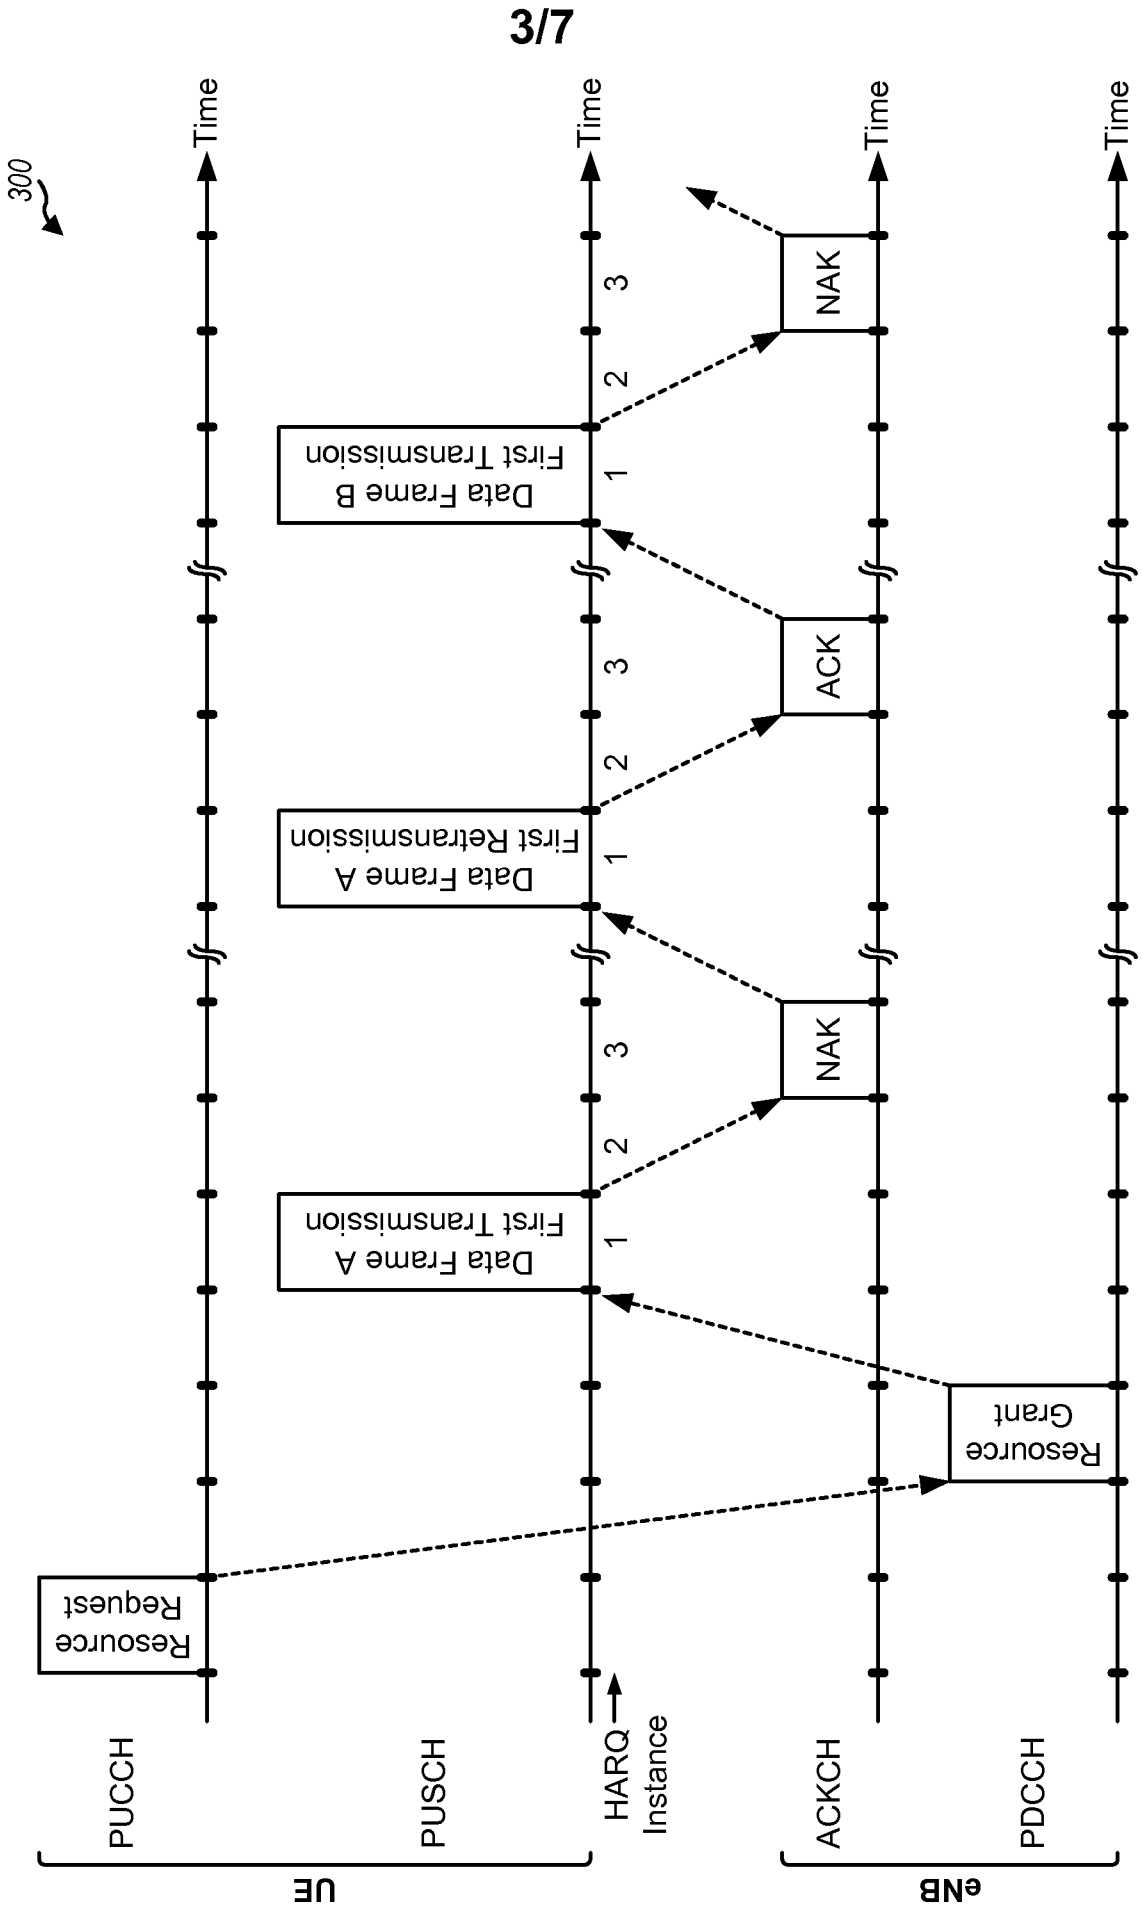 3/7
300
UE
PUCCH
Resource
Request
Time
PUSCH
Data Frame A
First Transmission
Data Frame A
First Retransmission
Data Frame B
First Transmission
Time
HARQ
Instance
1
2
3
1
2
3
1
2
3
eNB
ACKCH
NAK
ACK
NAK
Time
PDCCH
Resource
Grant
Time